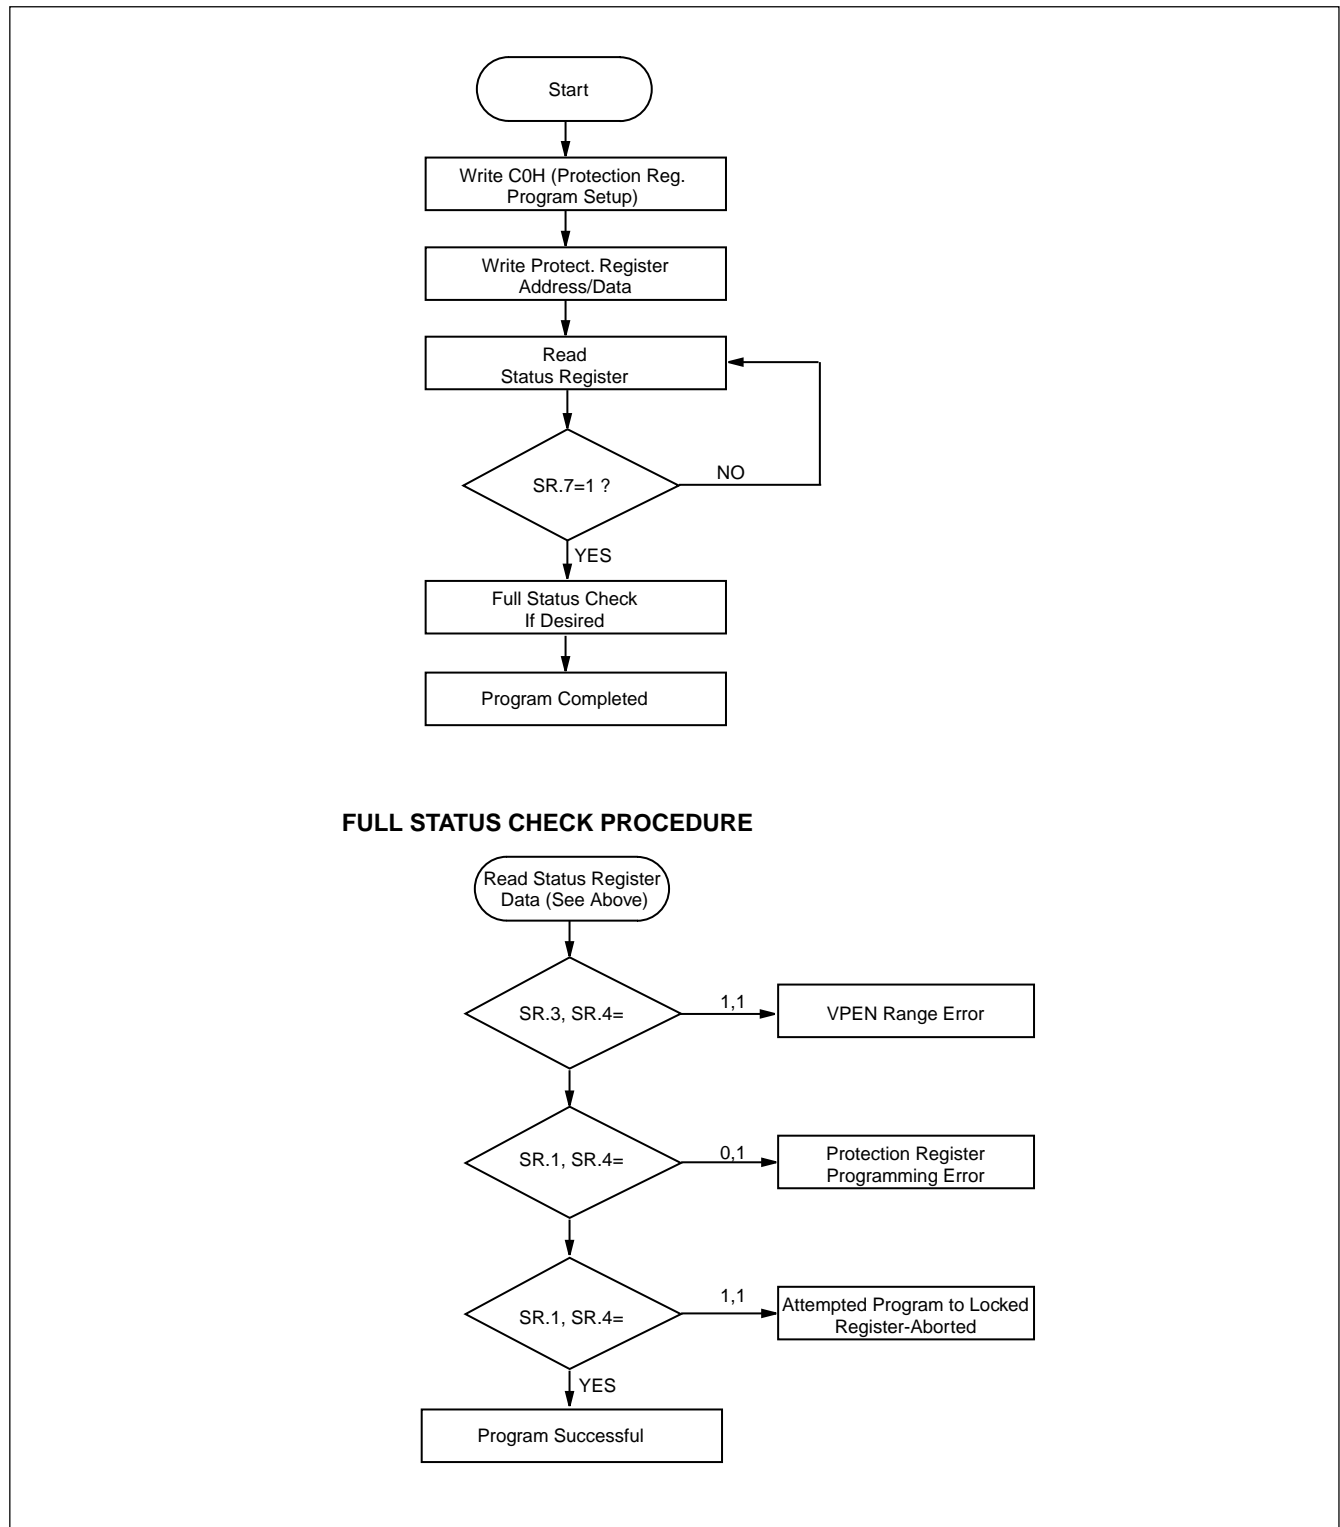 Start
Write C0H (Protection Reg.
Program Setup)
Write Protect. Register
Address/Data
Read
Status Register
SR.7=1 ?
NO
YES
Full Status Check
If Desired
Program Completed
FULL STATUS CHECK PROCEDURE
Read Status Register
Data (See Above)
SR.3, SR.4=
1,1
VPEN Range Error
SR.1, SR.4=
0,1
Protection Register
Programming Error
SR.1, SR.4=
1,1
Attempted Program to Locked
Register-Aborted
YES
Program Successful